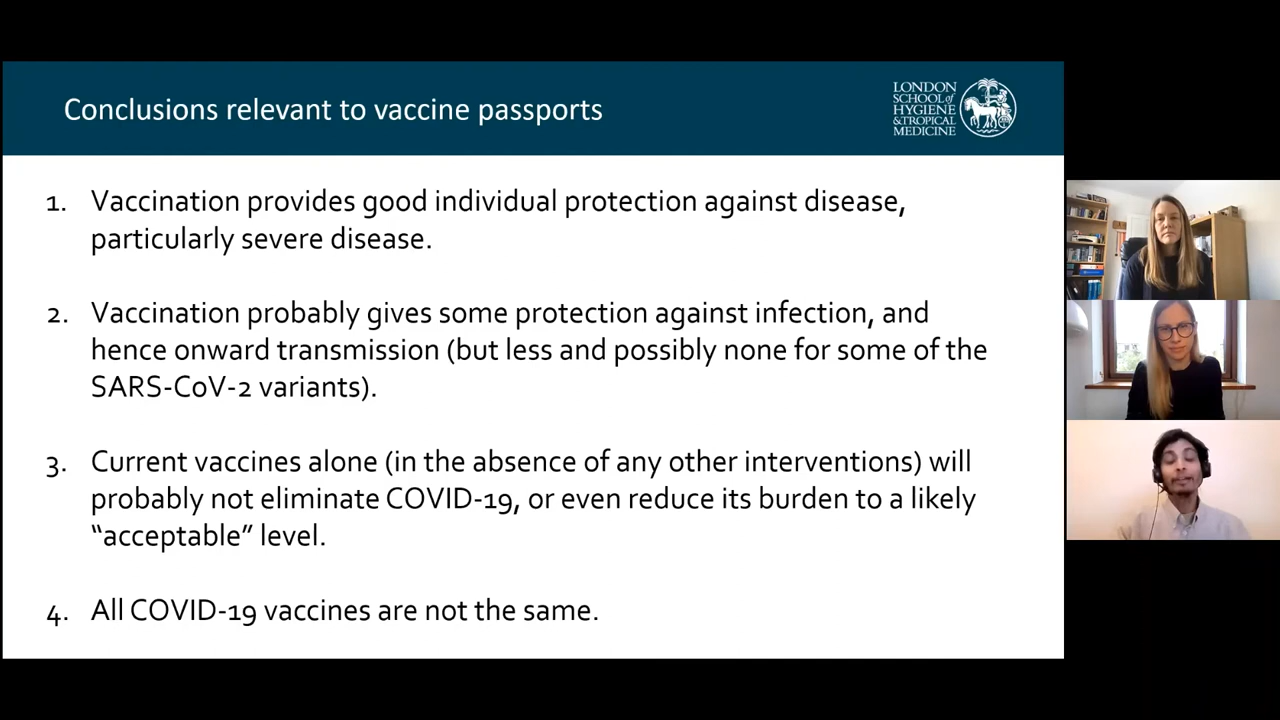 Conclusions relevant to vaccine passports
LONDON
SCHOOL of
HYGIENE
& TROPICAL
MEDICINE
1. Vaccination provides good individual protection against disease,
particularly severe disease.
2. Vaccination probably gives some protection against infection, and
hence onward transmission (but less and possibly none for some of the
SARS-CoV-2 variants).
3. Current vaccines alone (in the absence of any other interventions) will
probably not eliminate COVID-19, or even reduce its burden to a likely
“acceptable” level.
4. All COVID-19 vaccines are not the same.